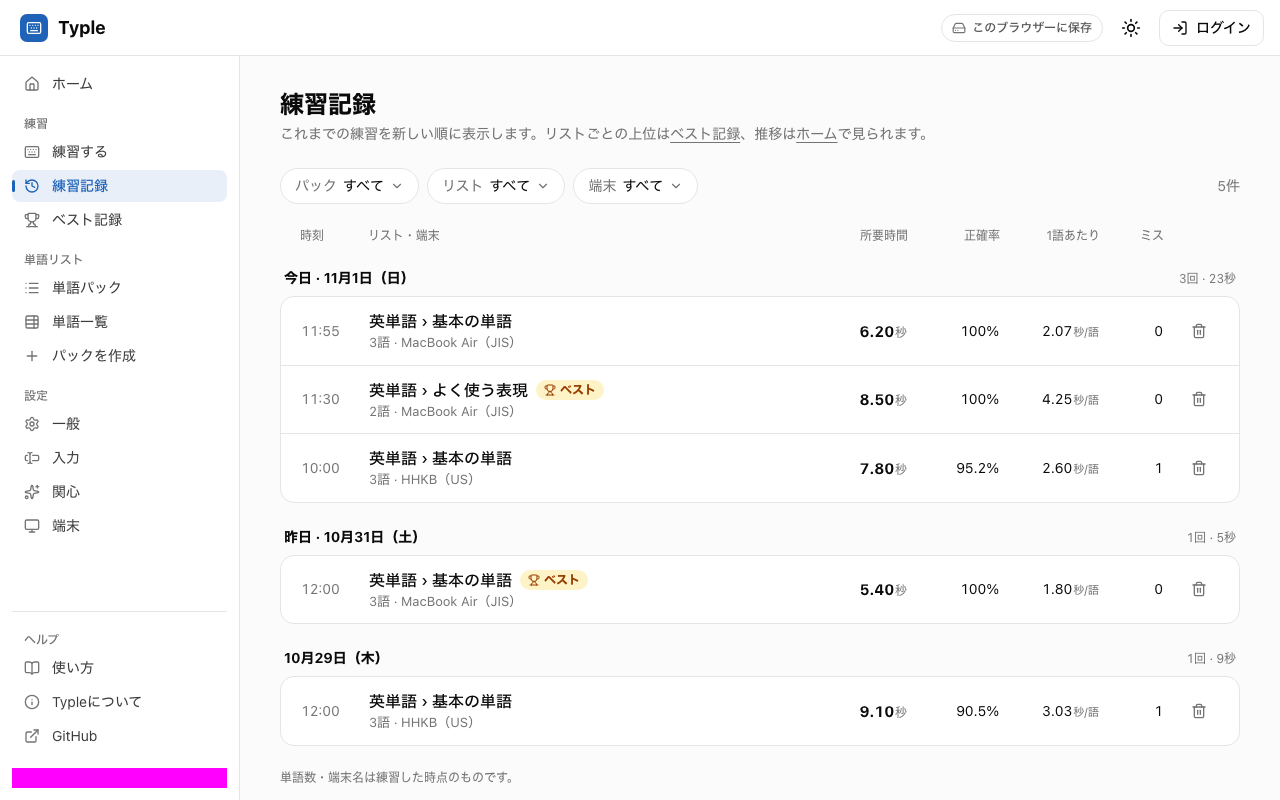 Typle
このブラウザーに保存
ログイン
ホーム
練習
練習する
練習記録
ベスト記録
単語リスト
単語パック
単語一覧
パックを作成
設定
一般
入力
関心
端末
ヘルプ
使い方
Typleについて
GitHub
練習記録
これまでの練習を新しい順に表示します。リストごとの上位はベスト記録、推移はホームで見られます。
パック すべて リスト すべて 端末 すべて 5件
時刻 リスト・端末 所要時間 正確率 1語あたり ミス
今日 · 11月1日（日） 3回 · 23秒
11:55 英単語 › 基本の単語 6.20秒 100% 2.07秒/語 0
3語 · MacBook Air（JIS）
11:30 英単語 › よく使う表現 ベスト 8.50秒 100% 4.25秒/語 0
2語 · MacBook Air（JIS）
10:00 英単語 › 基本の単語 7.80秒 95.2% 2.60秒/語 1
3語 · HHKB（US）
昨日 · 10月31日（土） 1回 · 5秒
12:00 英単語 › 基本の単語 ベスト 5.40秒 100% 1.80秒/語 0
3語 · MacBook Air（JIS）
10月29日（木） 1回 · 9秒
12:00 英単語 › 基本の単語 9.10秒 90.5% 3.03秒/語 1
3語 · HHKB（US）
単語数・端末名は練習した時点のものです。